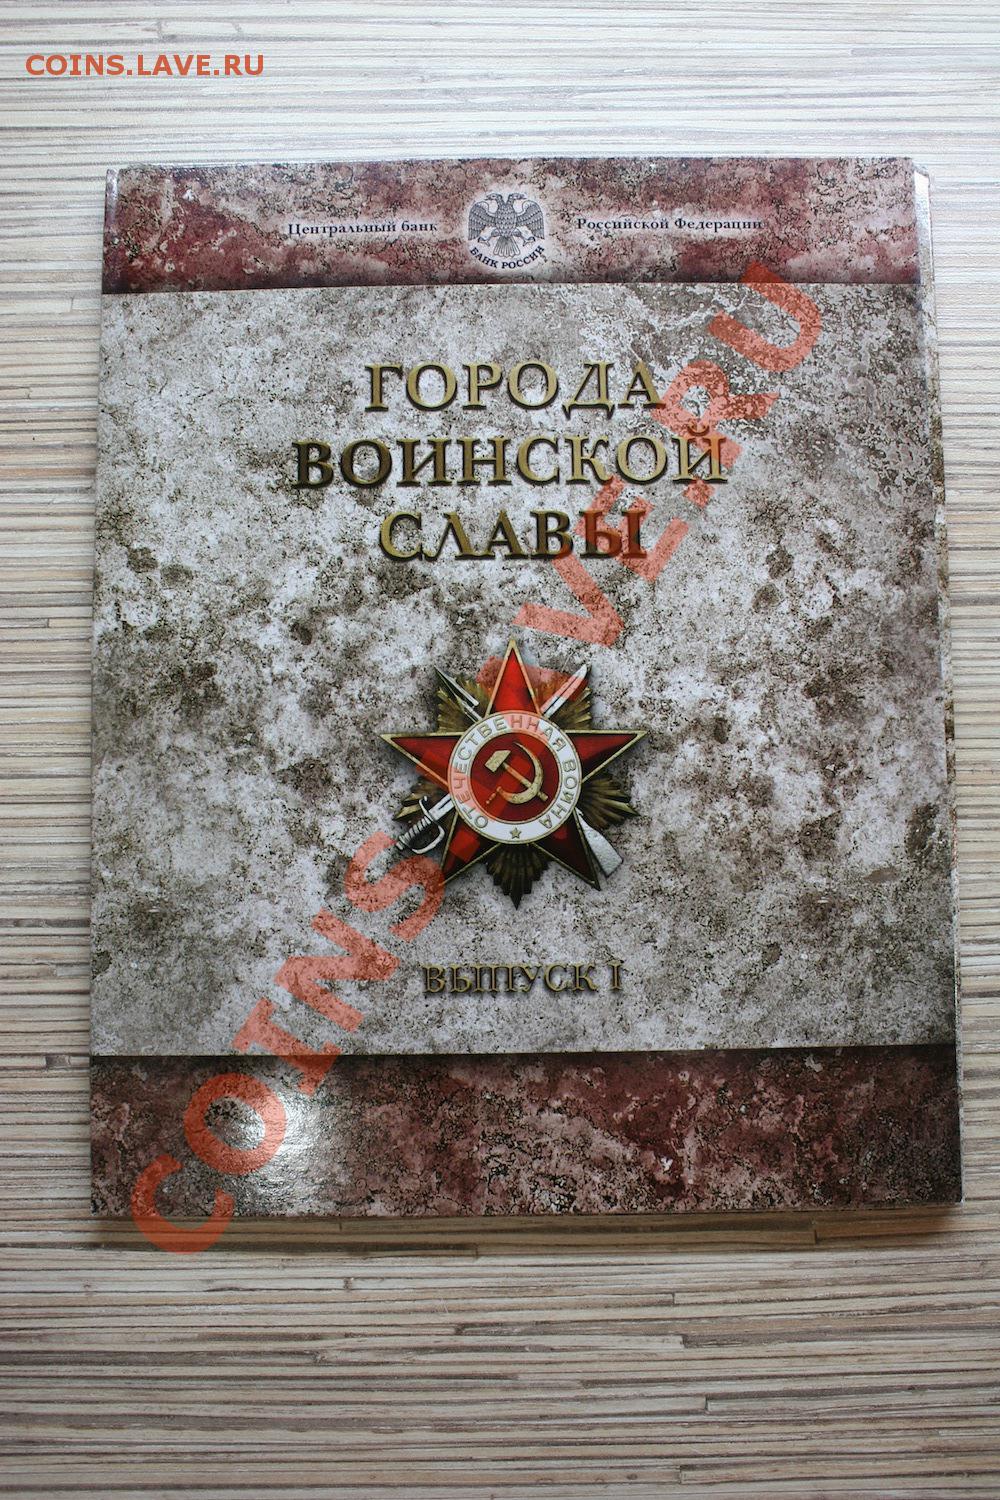 COINS.LAVE.RU
Центральный банк
Российской Федерации
БАНК РОССИИ
ГОРОДА
ВОИНСКОЙ
СЛАВЫ
ОТЕЧЕСТВЕННАЯ ВОЙНА
ВЫПУСК I
COINS.LAVE.RU